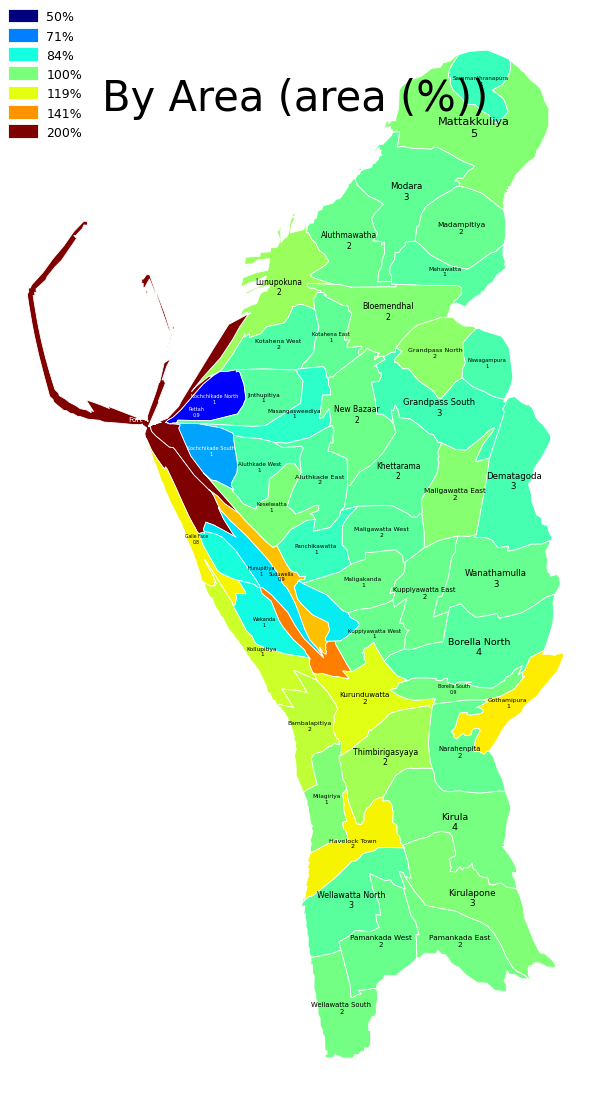 50%
71%
84%
100%
119%
141%
200%
By Area (area (%))
Sammanthranapura
Mattakkuliya
5
Modara
3
Madampitiya
2
Aluthmawatha
2
Mahawatta
1
Lunupokuna
2
Bloemendhal
2
Kotahena East
1
Kotahena West
2
Grandpass North
2
Nawagampura
1
Kochchikade North
1
Jinthupitiya
1
Pettah
0.9
Masangasweediya
1
New Bazaar
2
Grandpass South
3
Fort
Kochchikade South
1
Aluthkade West
1
Aluthkade East
2
Khettarama
2
Dematagoda
3
Maligawatta East
2
Keselwatta
1
Maligawatta West
2
Galle Face
0.8
Panchikawatta
1
Hunupitiya
1
Suduwella
0.9
Maligakanda
1
Wanathamulla
3
Kuppiyawatta East
2
Wekanda
1
Kuppiyawatta West
1
Kollupitiya
1
Borella North
4
Borella South
0.9
Kurunduwatta
2
Gothamipura
1
Bambalapitiya
2
Narahenpita
2
Thimbirigasyaya
2
Milagiriya
1
Kirula
4
Havelock Town
2
Wellawatta North
3
Kirulapone
3
Pamankada West
2
Pamankada East
2
Wellawatta South
2